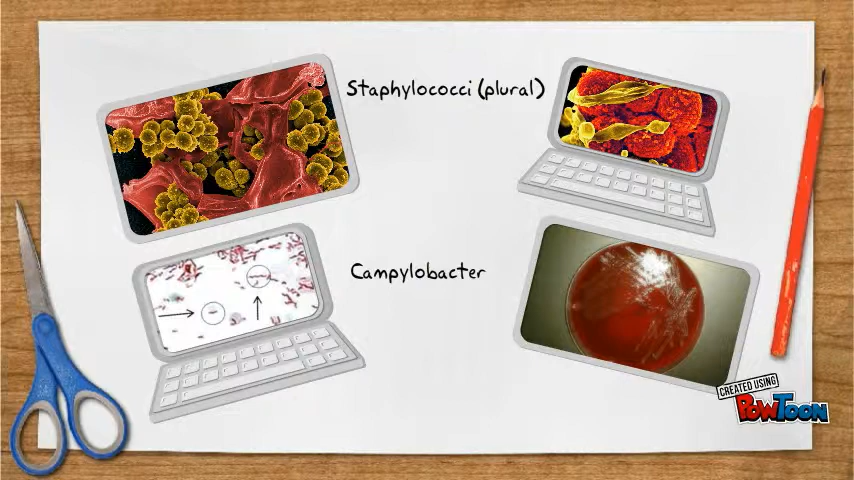 Staphylococci (plural)
Campylobacter
CREATED USING
POWTOON